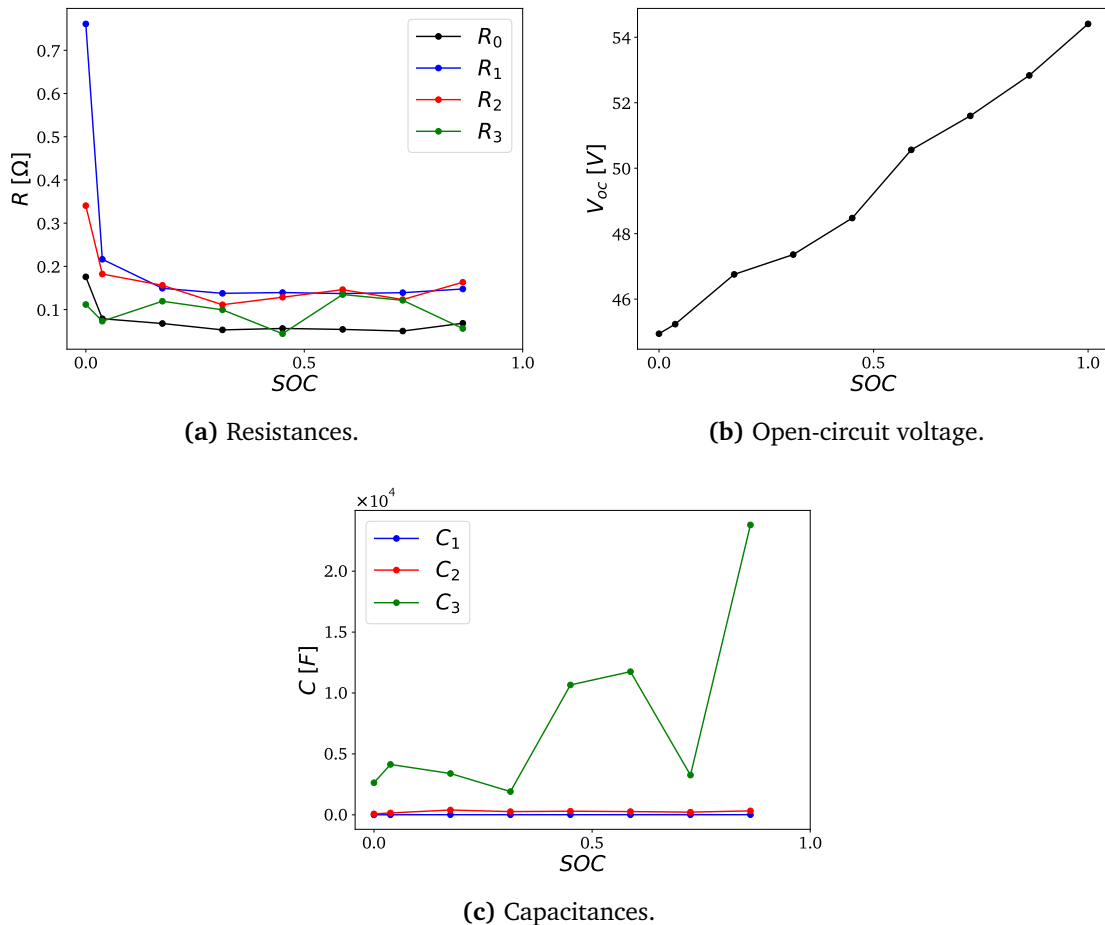 0.7
0.6
0.5
0.4
0.3
0.2
0.1
R [Ω]
R0
R1
R2
R3
0.0
0.5
1.0
SOC
(a) Resistances.
54
52
50
48
46
Voc [V]
0.0
0.5
1.0
SOC
(b) Open-circuit voltage.
×10^4
2.0
1.5
1.0
0.5
0.0
C [F]
C1
C2
C3
0.0
0.5
1.0
SOC
(c) Capacitances.